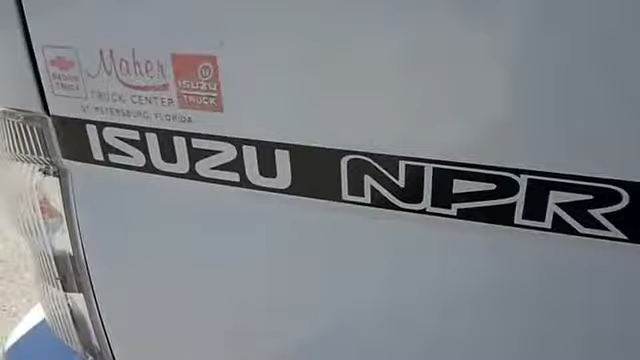 Maher
ISUZU
TRUCK
TRUCK CENTER
ST. PETERSBURG, FLORIDA
ISUZU NPR